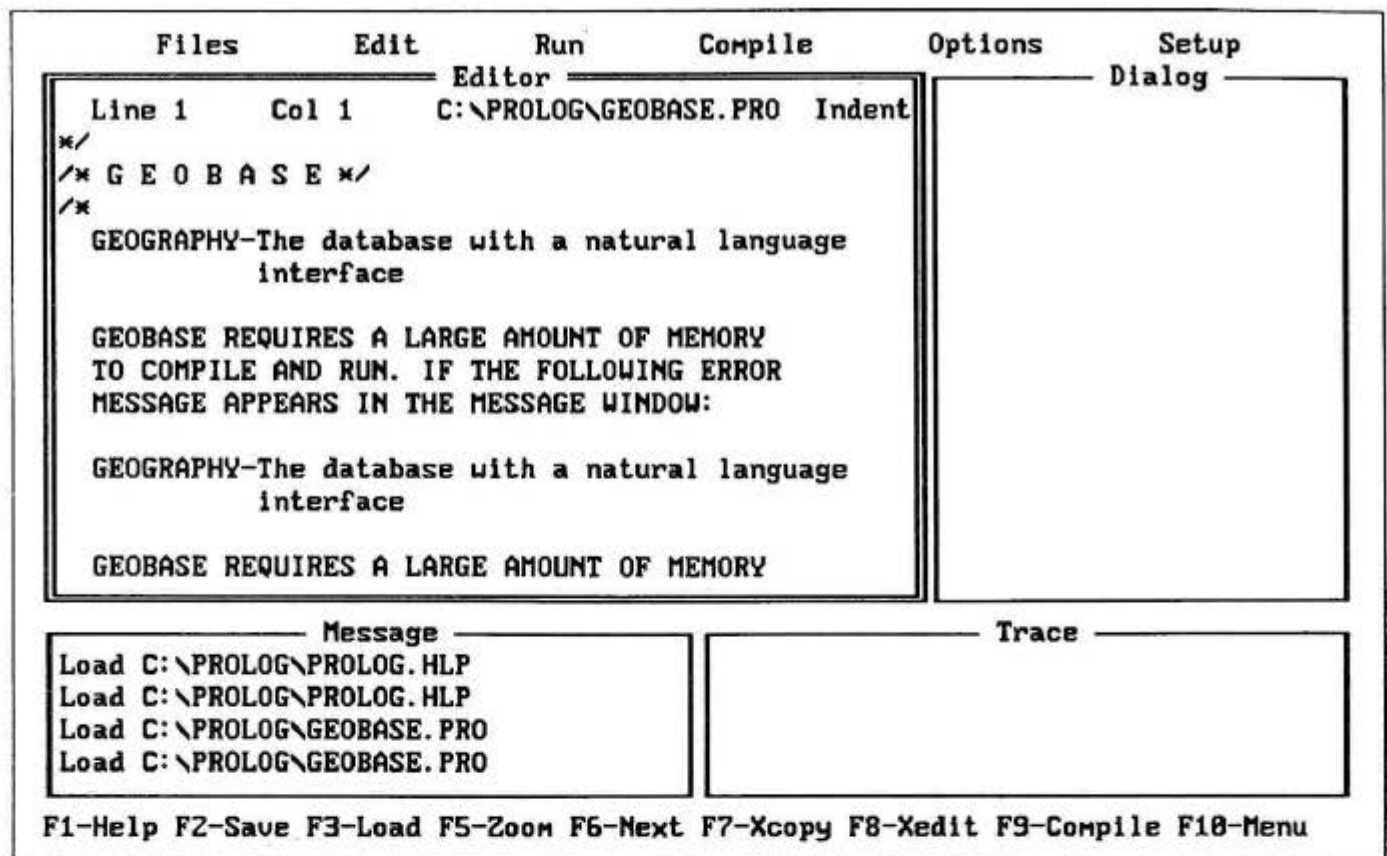 Files Edit Run Compile Options Setup
Editor
Line 1 Col 1 C:\PROLOG\GEOBASE.PRO Indent
*/
/* G E O B A S E */
/*
GEOGRAPHY-The database with a natural language
interface
GEOBASE REQUIRES A LARGE AMOUNT OF MEMORY
TO COMPILE AND RUN. IF THE FOLLOWING ERROR
MESSAGE APPEARS IN THE MESSAGE WINDOW:
GEOGRAPHY-The database with a natural language
interface
GEOBASE REQUIRES A LARGE AMOUNT OF MEMORY
Dialog
Message
Load C:\PROLOG\PROLOG.HLP
Load C:\PROLOG\PROLOG.HLP
Load C:\PROLOG\GEOBASE.PRO
Load C:\PROLOG\GEOBASE.PRO
Trace
F1-Help F2-Save F3-Load F5-Zoom F6-Next F7-Xcopy F8-Xedit F9-Compile F10-Menu